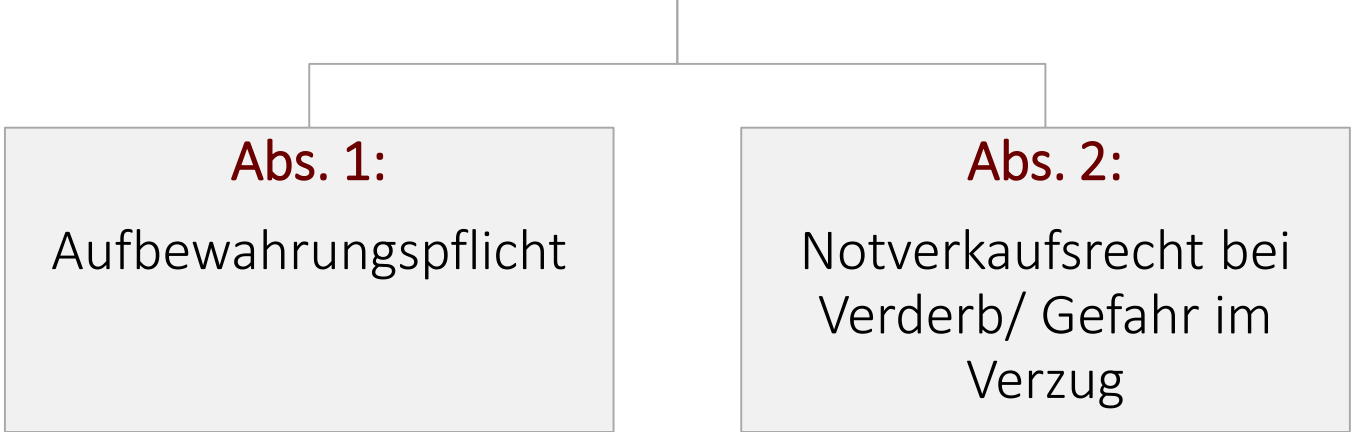 Abs. 1:
Aufbewahrungspflicht
Abs. 2:
Notverkaufsrecht bei
Verderb/ Gefahr im
Verzug